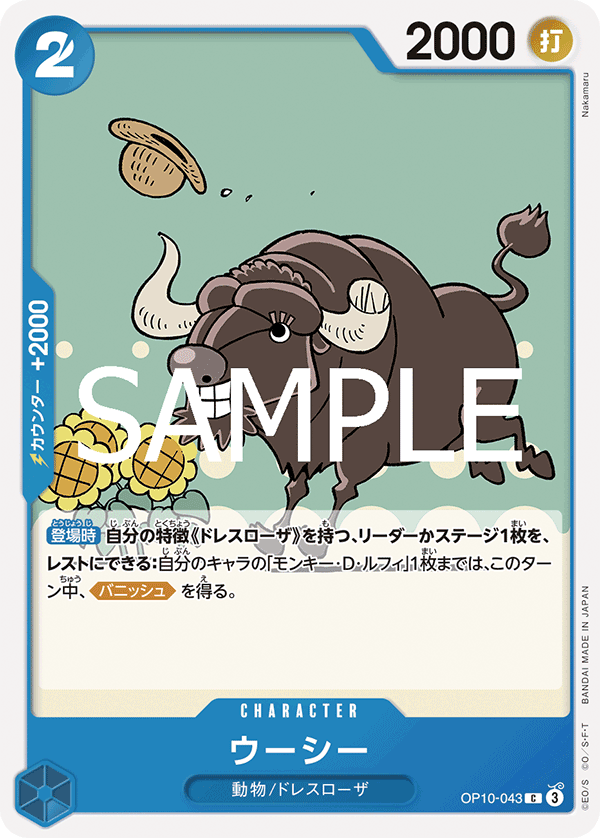 2
2000
打
Nakamaru
カウンター +2000
SAMPLE
登場時 自分の特徴《ドレスローザ》を持つ、リーダーかステージ1枚を、
レストにできる：自分のキャラの「モンキー・D・ルフィ」1枚までは、このター
ン中、バニッシュ を得る。
CHARACTER
ウーシー
動物/ドレスローザ
OP10-043 C 3
©E.O/S ©O/S・F・T BANDAI MADE IN JAPAN